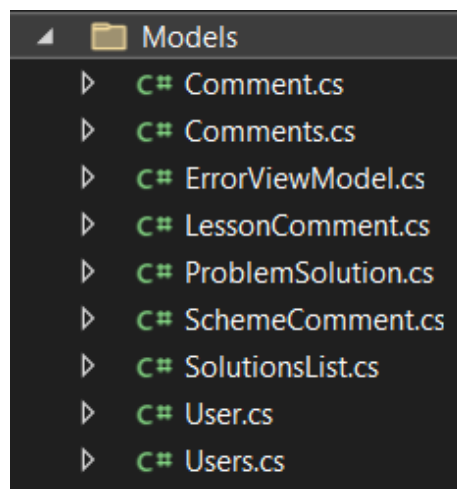 Models
C# Comment.cs
C# Comments.cs
C# ErrorViewModel.cs
C# LessonComment.cs
C# ProblemSolution.cs
C# SchemeComment.cs
C# SolutionsList.cs
C# User.cs
C# Users.cs